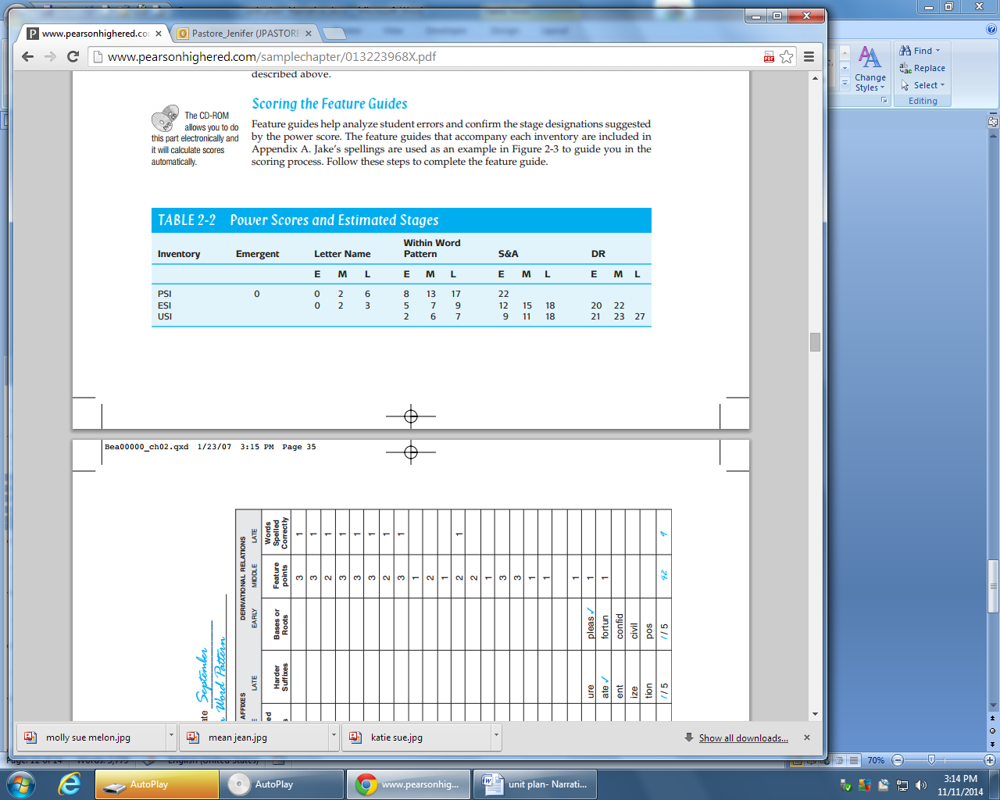 www.pearsonhighered.co
Pastore_Jenifer (JPASTORE
www.pearsonhighered.com/samplechapter/013223968X.pdf
Find
Replace
Select
Change Styles
Editing
described above.
Scoring the Feature Guides
The CD-ROM
allows you to do
this part electronically and
it will calculate scores
automatically.
Feature guides help analyze student errors and confirm the stage designations suggested
by the power score. The feature guides that accompany each inventory are included in
Appendix A. Jake's spellings are used as an example in Figure 2-3 to guide you in the
scoring process. Follow these steps to complete the feature guide.
TABLE 2-2 Power Scores and Estimated Stages
Inventory Emergent Letter Name Within Word Pattern S&A DR
E M L E M L E M L E M L
PSI 0 0 2 6 8 13 17 22
ESI 0 2 3 5 7 9 12 15 18 20 22
USI 2 6 7 9 11 18 21 23 27
Bea00000_ch02.qxd 1/23/07 3:15 PM Page 35
DERIVATIONAL RELATIONS
EARLY MIDDLE LATE
Words Spelled Correctly
1 1 1 1 1 1 1 1 1 9
Feature points
3 3 2 3 3 3 2 3 1 2 1 2 2 1 3 3 1 1 1 1 1 42
Bases or Roots
pleas ✓ fortun confid civil pos 1/5
AFFIXES
LATE
Harder Suffixes
ure ate ✓ ent ize tion 1/5
ate September
Word Pattern
molly sue melon.jpg
mean jean.jpg
katie sue.jpg
Show all downloads...
70%
AutoPlay
AutoPlay
www.pearsonhig...
unit plan- Narrati...
3:14 PM
11/11/2014